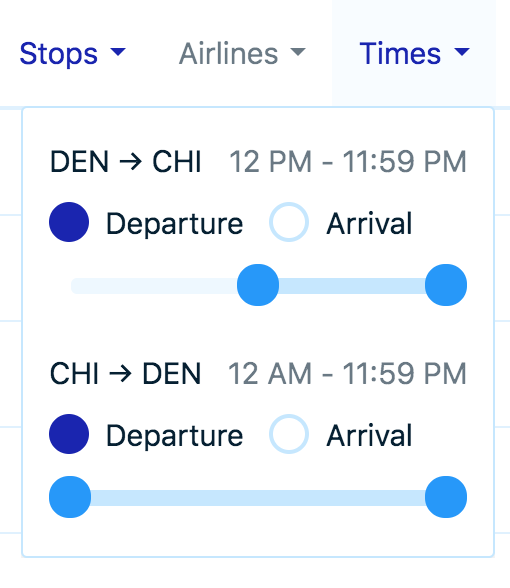 Stops Airlines Times
DEN → CHI 12 PM - 11:59 PM
Departure Arrival
CHI → DEN 12 AM - 11:59 PM
Departure Arrival